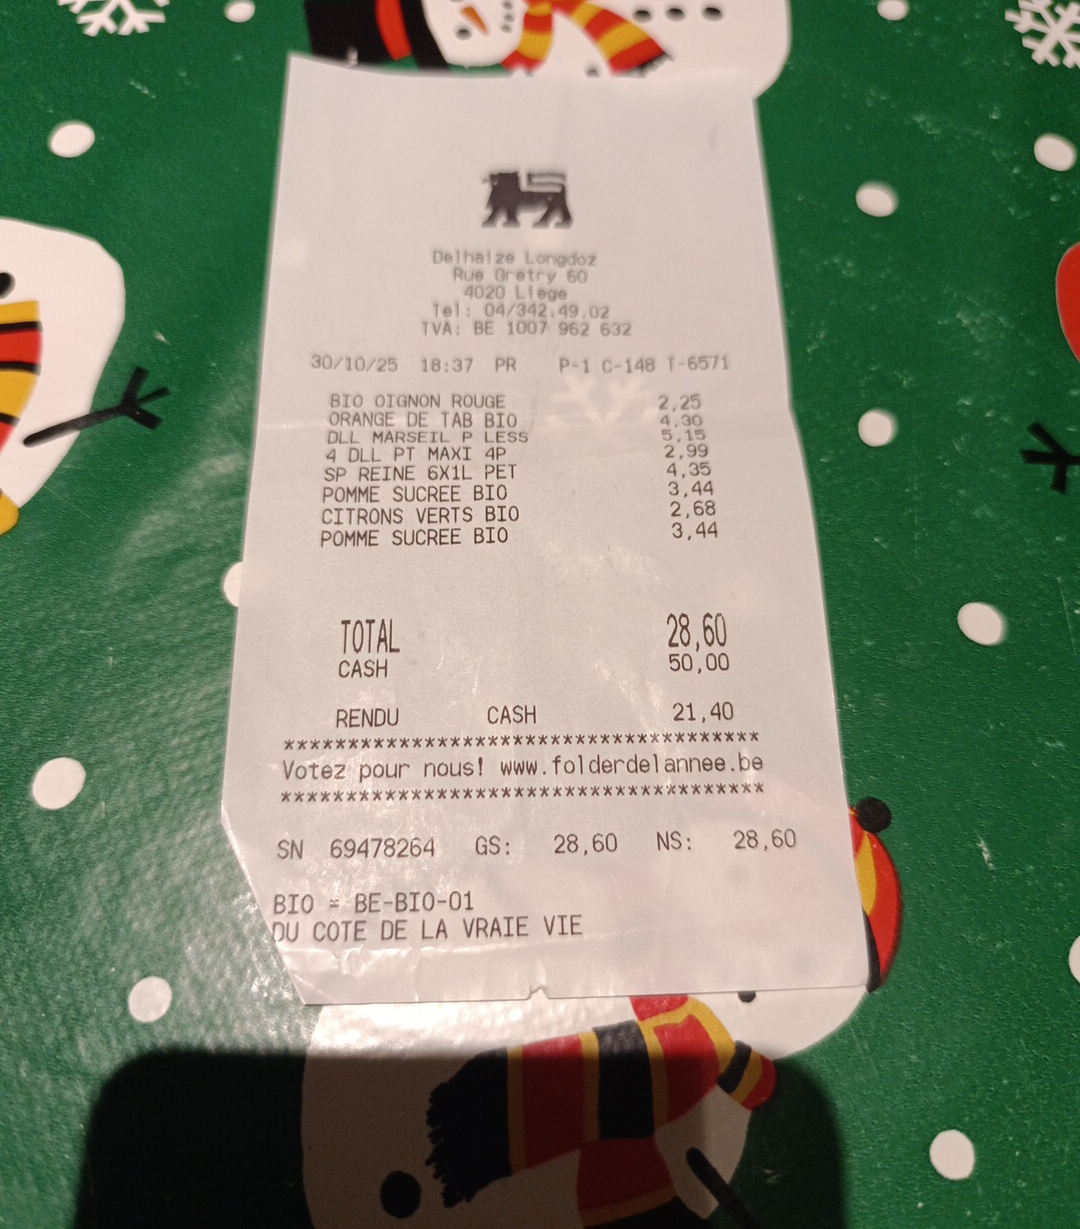 Delhaize Longdoz
Rue Gretry 60
4020 Liege
Tel: 04/342.49.02
TVA: BE 1007 962 632
30/10/25 18:37 PR P-1 C-148 T-6571
BIO OIGNON ROUGE 2,25
ORANGE DE TAB BIO 4,30
DLL MARSEIL P LESS 5,15
4 DLL PT MAXI 4P 2,99
SP REINE 6X1L PET 4,35
POMME SUCREE BIO 3,44
CITRONS VERTS BIO 2,68
POMME SUCREE BIO 3,44
TOTAL 28,60
CASH 50,00
RENDU CASH 21,40
*************************************
Votez pour nous! www.folderdelannee.be
*************************************
SN 69478264 GS: 28,60 NS: 28,60
BIO = BE-BIO-01
DU COTE DE LA VRAIE VIE